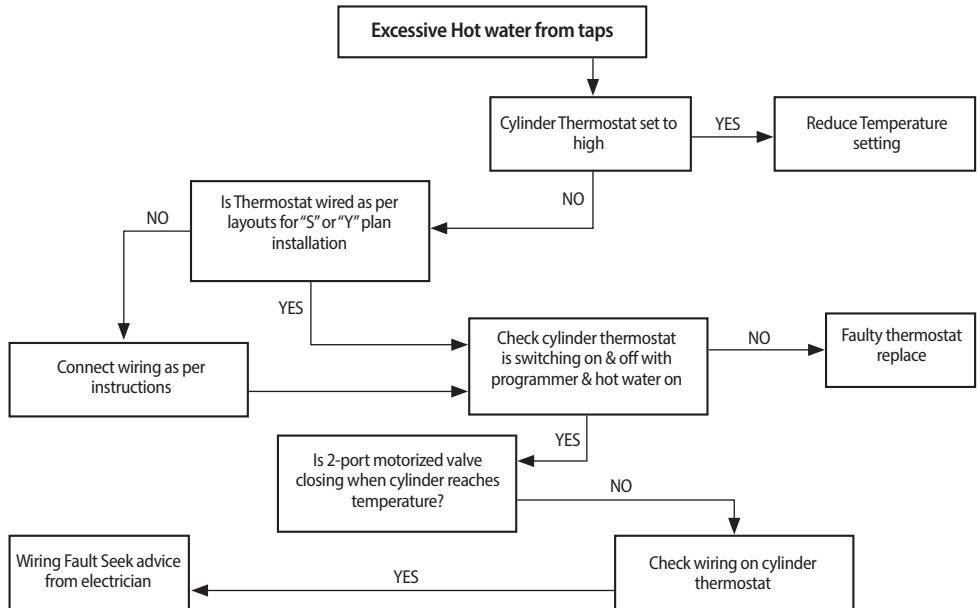 Excessive Hot water from taps
Cylinder Thermostat set to
high
YES
Reduce Temperature
setting
NO
Is Thermostat wired as per
layouts for "S" or "Y" plan
installation
NO
YES
Connect wiring as per
instructions
Check cylinder thermostat
is switching on & off with
programmer & hot water on
NO
Faulty thermostat
replace
YES
Is 2-port motorized valve
closing when cylinder reaches
temperature?
NO
Check wiring on cylinder
thermostat
YES
Wiring Fault Seek advice
from electrician